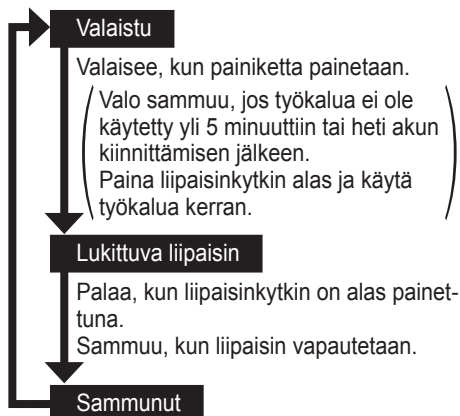 Valaistu
Valaisee, kun painiketta painetaan.
Valo sammuu, jos työkalua ei ole
käytetty yli 5 minuuttiin tai heti akun
kiinnittämisen jälkeen.
Paina liipaisinkytkin alas ja käytä
työkalua kerran.
Lukittuva liipaisin
Palaa, kun liipaisinkytkin on alas painet-
tuna.
Sammuu, kun liipaisin vapautetaan.
Sammunut